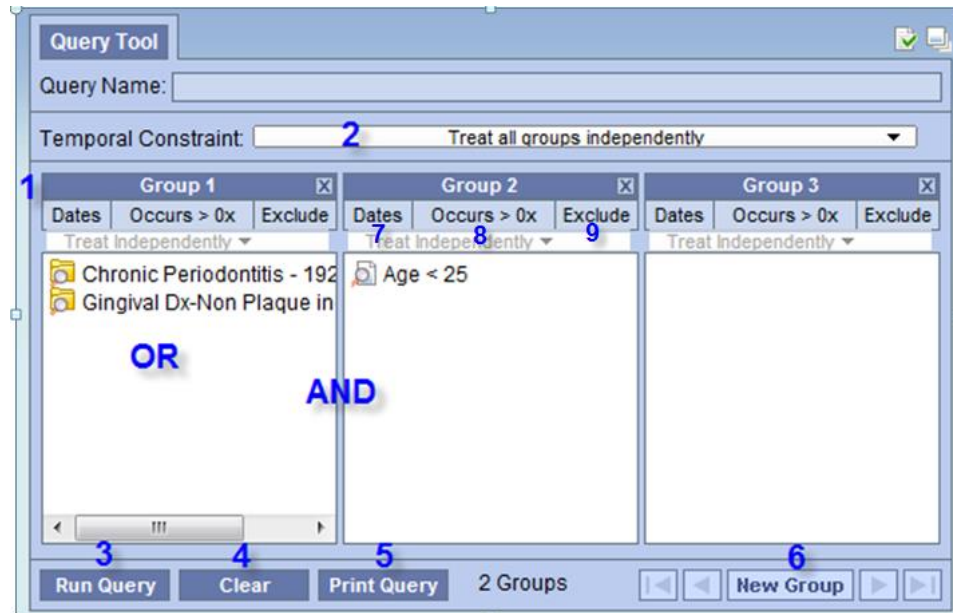 Query Tool
Query Name:
Temporal Constraint: 2 Treat all groups independently
1 Group 1 X Group 2 X Group 3 X
Dates Occurs > 0x Exclude Dates Occurs > 0x Exclude Dates Occurs > 0x Exclude
7 8 9
Treat Independently Treat Independently Treat Independently
Chronic Periodontitis - 192 Age < 25
Gingival Dx-Non Plaque in
OR
AND
3 4 5 6
Run Query Clear Print Query 2 Groups New Group